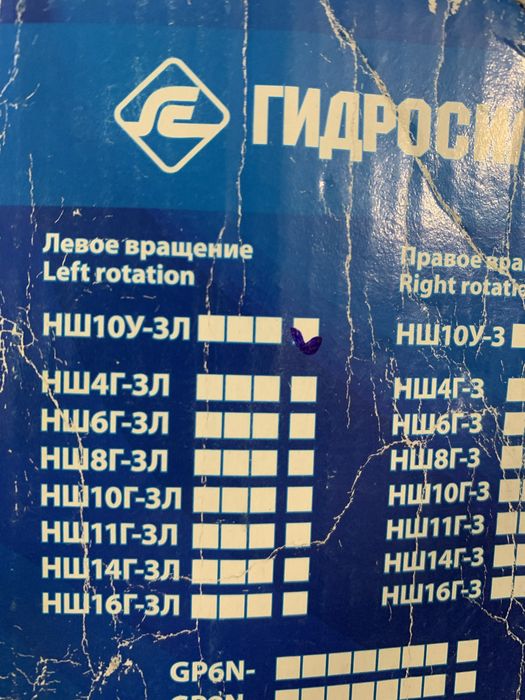 ГИДРОСИ
Левое вращение
Left rotation
НШ10У-3Л
НШ4Г-3Л
НШ6Г-3Л
НШ8Г-3Л
НШ10Г-3Л
НШ11Г-3Л
НШ14Г-3Л
НШ16Г-3Л
Правое вра
Right rotati
НШ10У-3
НШ4Г-3
НШ6Г-3
НШ8Г-3
НШ10Г-3
НШ11Г-3
НШ14Г-3
НШ16Г-3
GP6N-